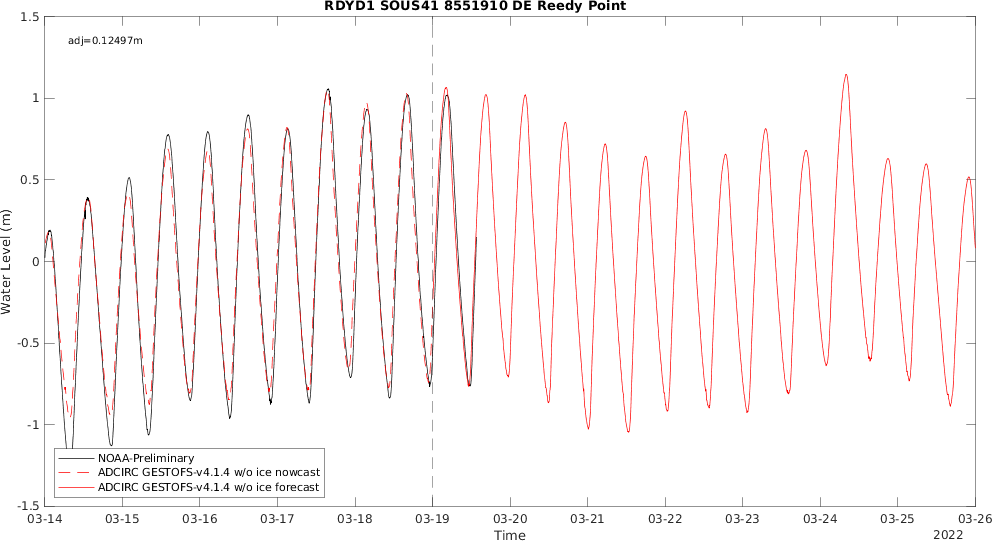 RDYD1 SOUS41 8551910 DE Reedy Point
adj=0.12497m
1.5
1
0.5
0
-0.5
-1
-1.5
Water Level (m)
NOAA-Preliminary
ADCIRC GESTOFS-v4.1.4 w/o ice nowcast
ADCIRC GESTOFS-v4.1.4 w/o ice forecast
03-14 03-15 03-16 03-17 03-18 03-19 03-20 03-21 03-22 03-23 03-24 03-25 03-26
Time
2022